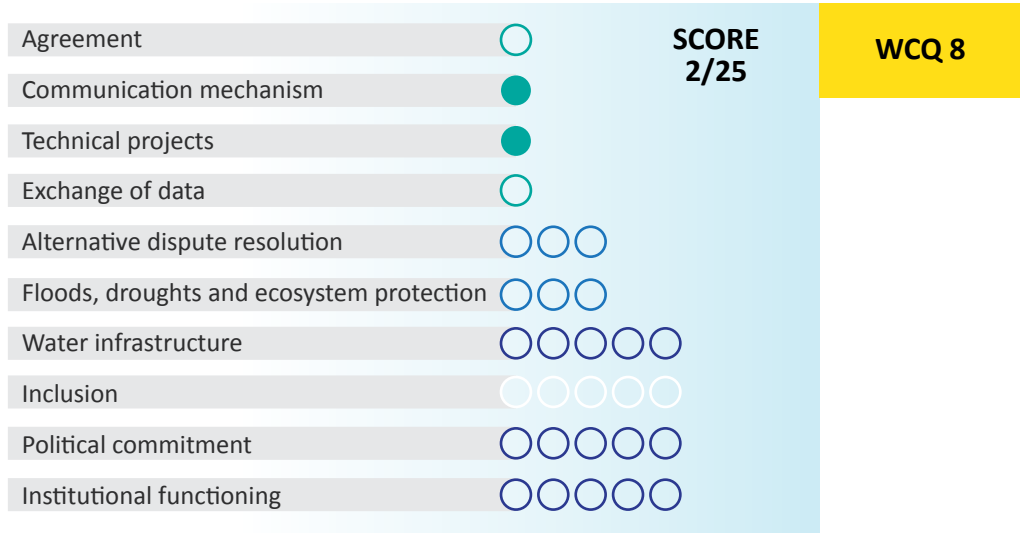 Agreement
SCORE
2/25
WCQ 8
Communication mechanism
Technical projects
Exchange of data
Alternative dispute resolution
Floods, droughts and ecosystem protection
Water infrastructure
Inclusion
Political commitment
Institutional functioning